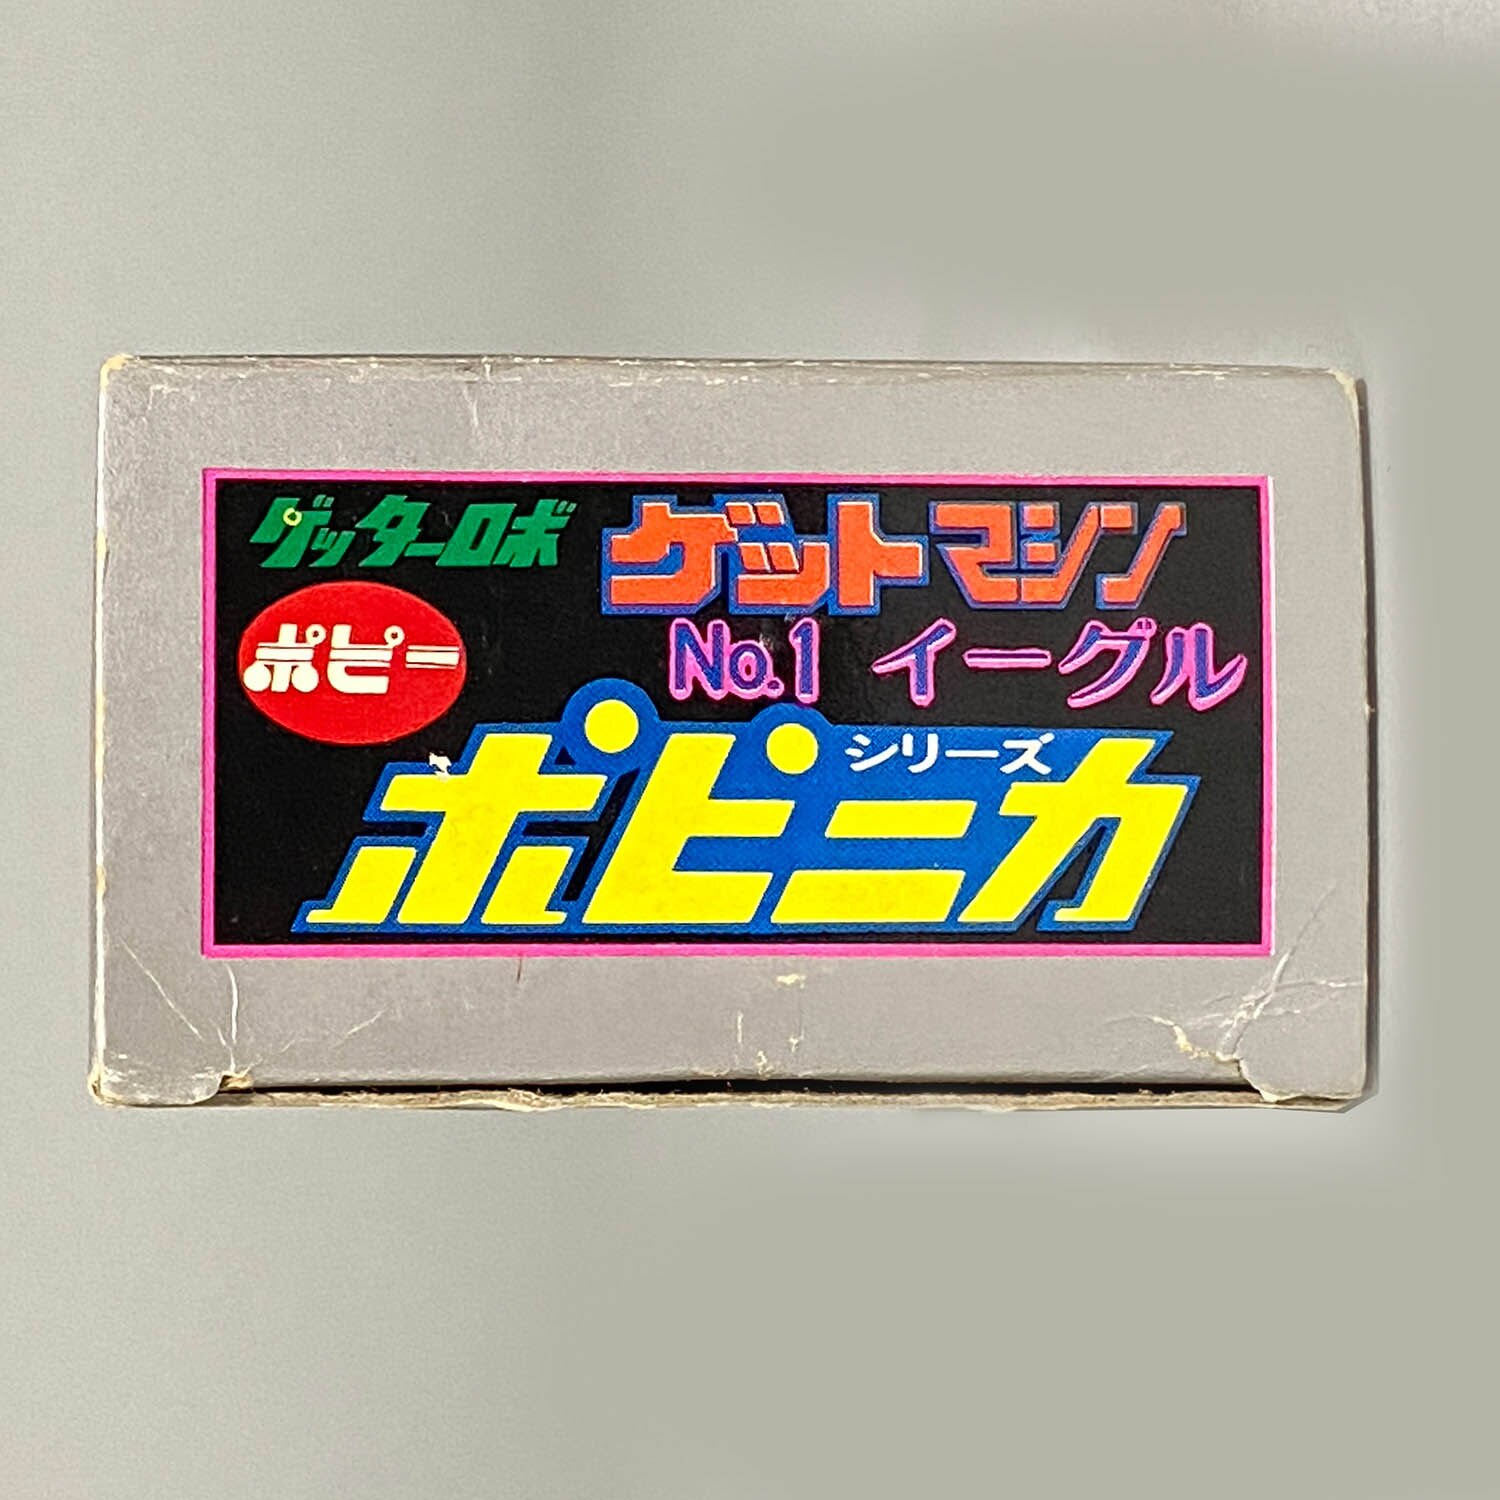 ゲッターロボ
ゲットマシン
ポピー
No.1 イーグル
シリーズ
ポピニカ